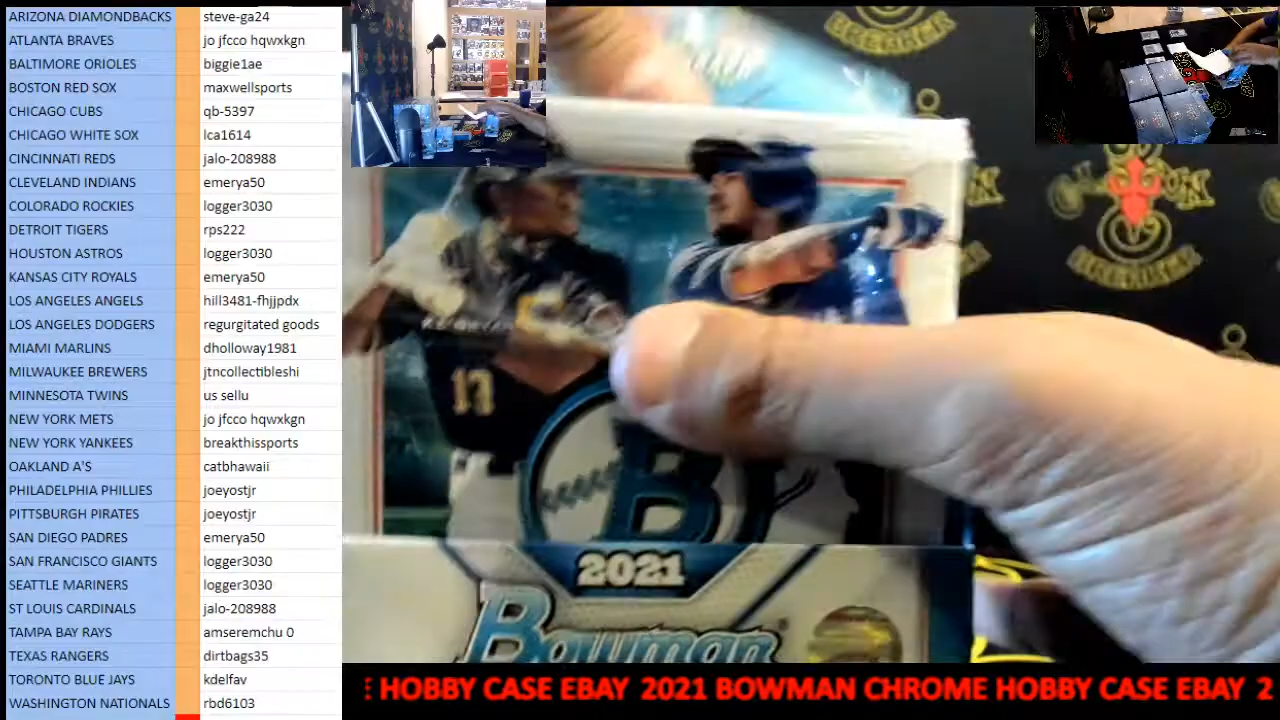 ARIZONA DIAMONDBACKS steve-ga24
ATLANTA BRAVES jo jfcco hqwxkgn
BALTIMORE ORIOLES biggie1ae
BOSTON RED SOX maxwellsports
CHICAGO CUBS qb-5397
CHICAGO WHITE SOX lca1614
CINCINNATI REDS jalo-208988
CLEVELAND INDIANS emerya50
COLORADO ROCKIES logger3030
DETROIT TIGERS rps222
HOUSTON ASTROS logger3030
KANSAS CITY ROYALS emerya50
LOS ANGELES ANGELS hill3481-fhjjpdx
LOS ANGELES DODGERS regurgitated goods
MIAMI MARLINS dholloway1981
MILWAUKEE BREWERS jtncollectibleshi
MINNESOTA TWINS us sellu
NEW YORK METS jo jfcco hqwxkgn
NEW YORK YANKEES breakthissports
OAKLAND A'S catbhawaii
PHILADELPHIA PHILLIES joeyostjr
PITTSBURGH PIRATES joeyostjr
SAN DIEGO PADRES emerya50
SAN FRANCISCO GIANTS logger3030
SEATTLE MARINERS logger3030
ST LOUIS CARDINALS jalo-208988
TAMPA BAY RAYS amseremchu 0
TEXAS RANGERS dirtbags35
TORONTO BLUE JAYS kdelfav
WASHINGTON NATIONALS rbd6103
13
B
2021
Bowman
HOBBY CASE EBAY 2021 BOWMAN CHROME HOBBY CASE EBAY 2